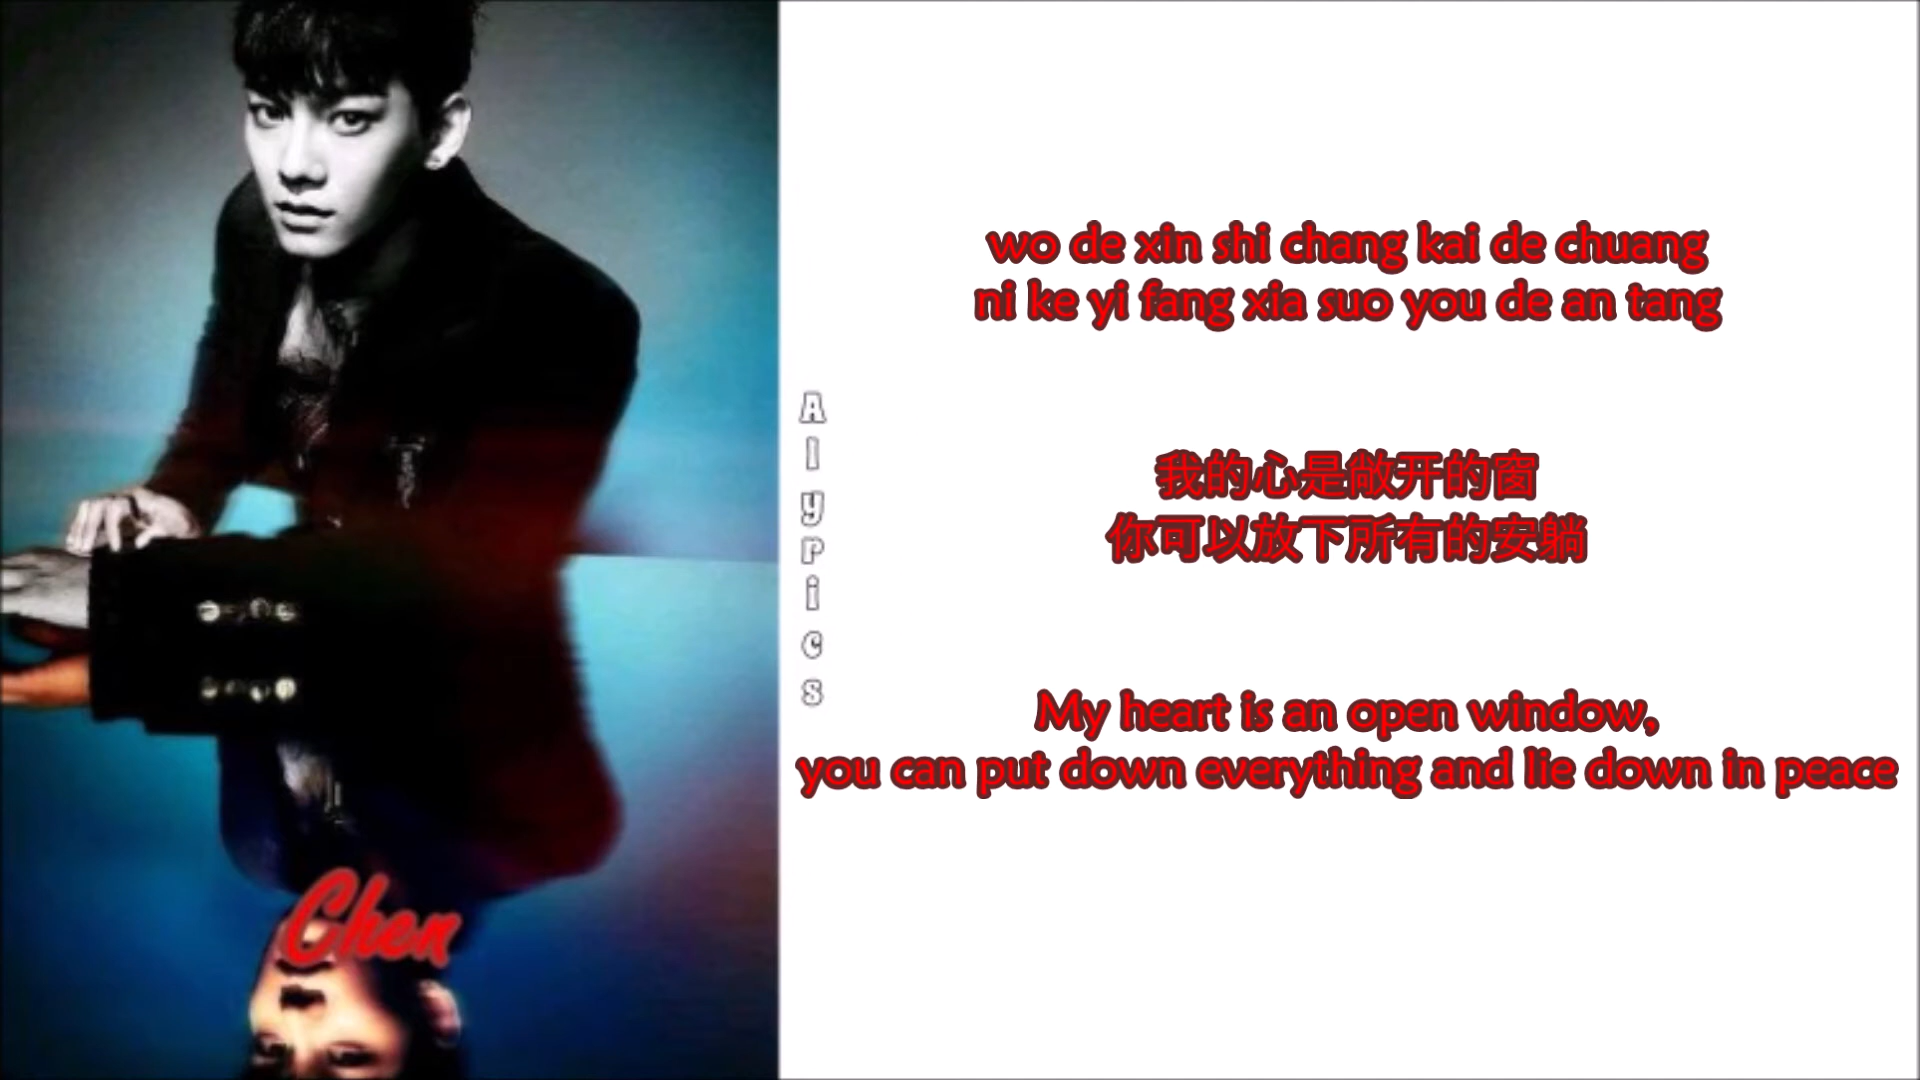 wo de xin shi chang kai de chuang
ni ke yi fang xia suo you de an tang
我的心是敞开的窗
你可以放下所有的安躺
My heart is an open window,
you can put down everything and lie down in peace
AlyPics
Chen